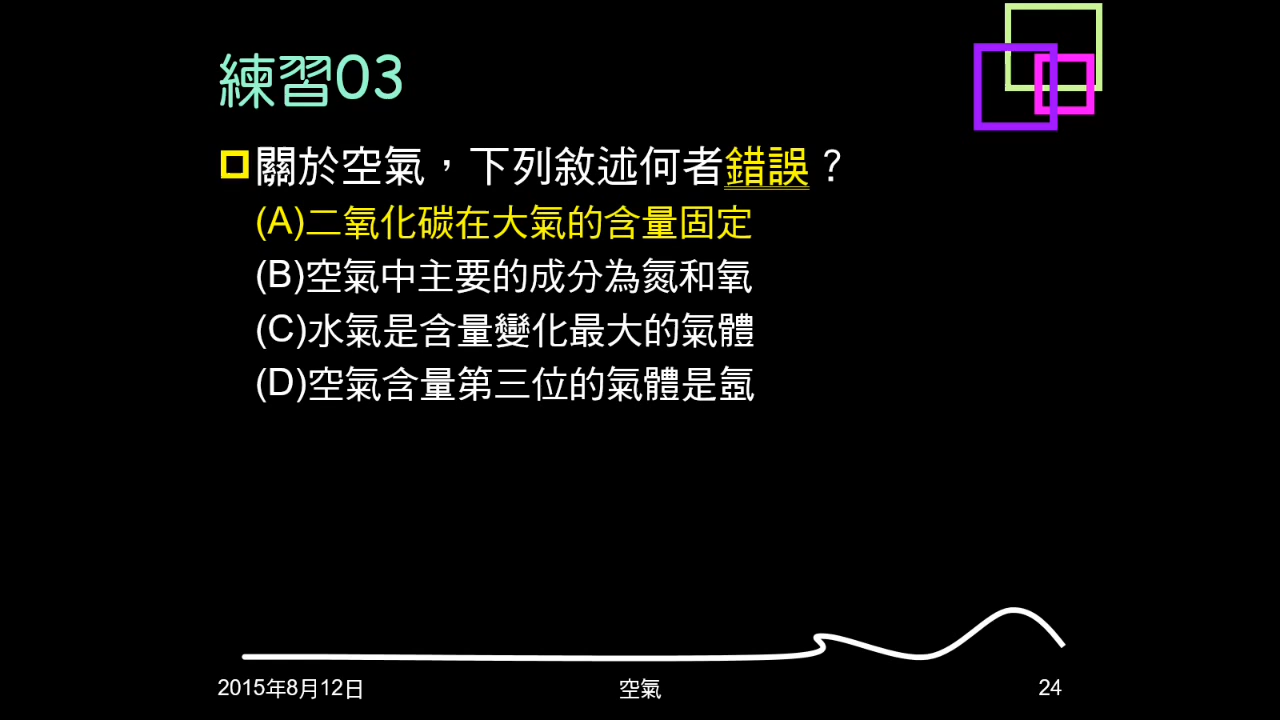 練習03
關於空氣，下列敘述何者錯誤？
(A)二氧化碳在大氣的含量固定
(B)空氣中主要的成分為氮和氧
(C)水氣是含量變化最大的氣體
(D)空氣含量第三位的氣體是氬
2015年8月12日
空氣
24